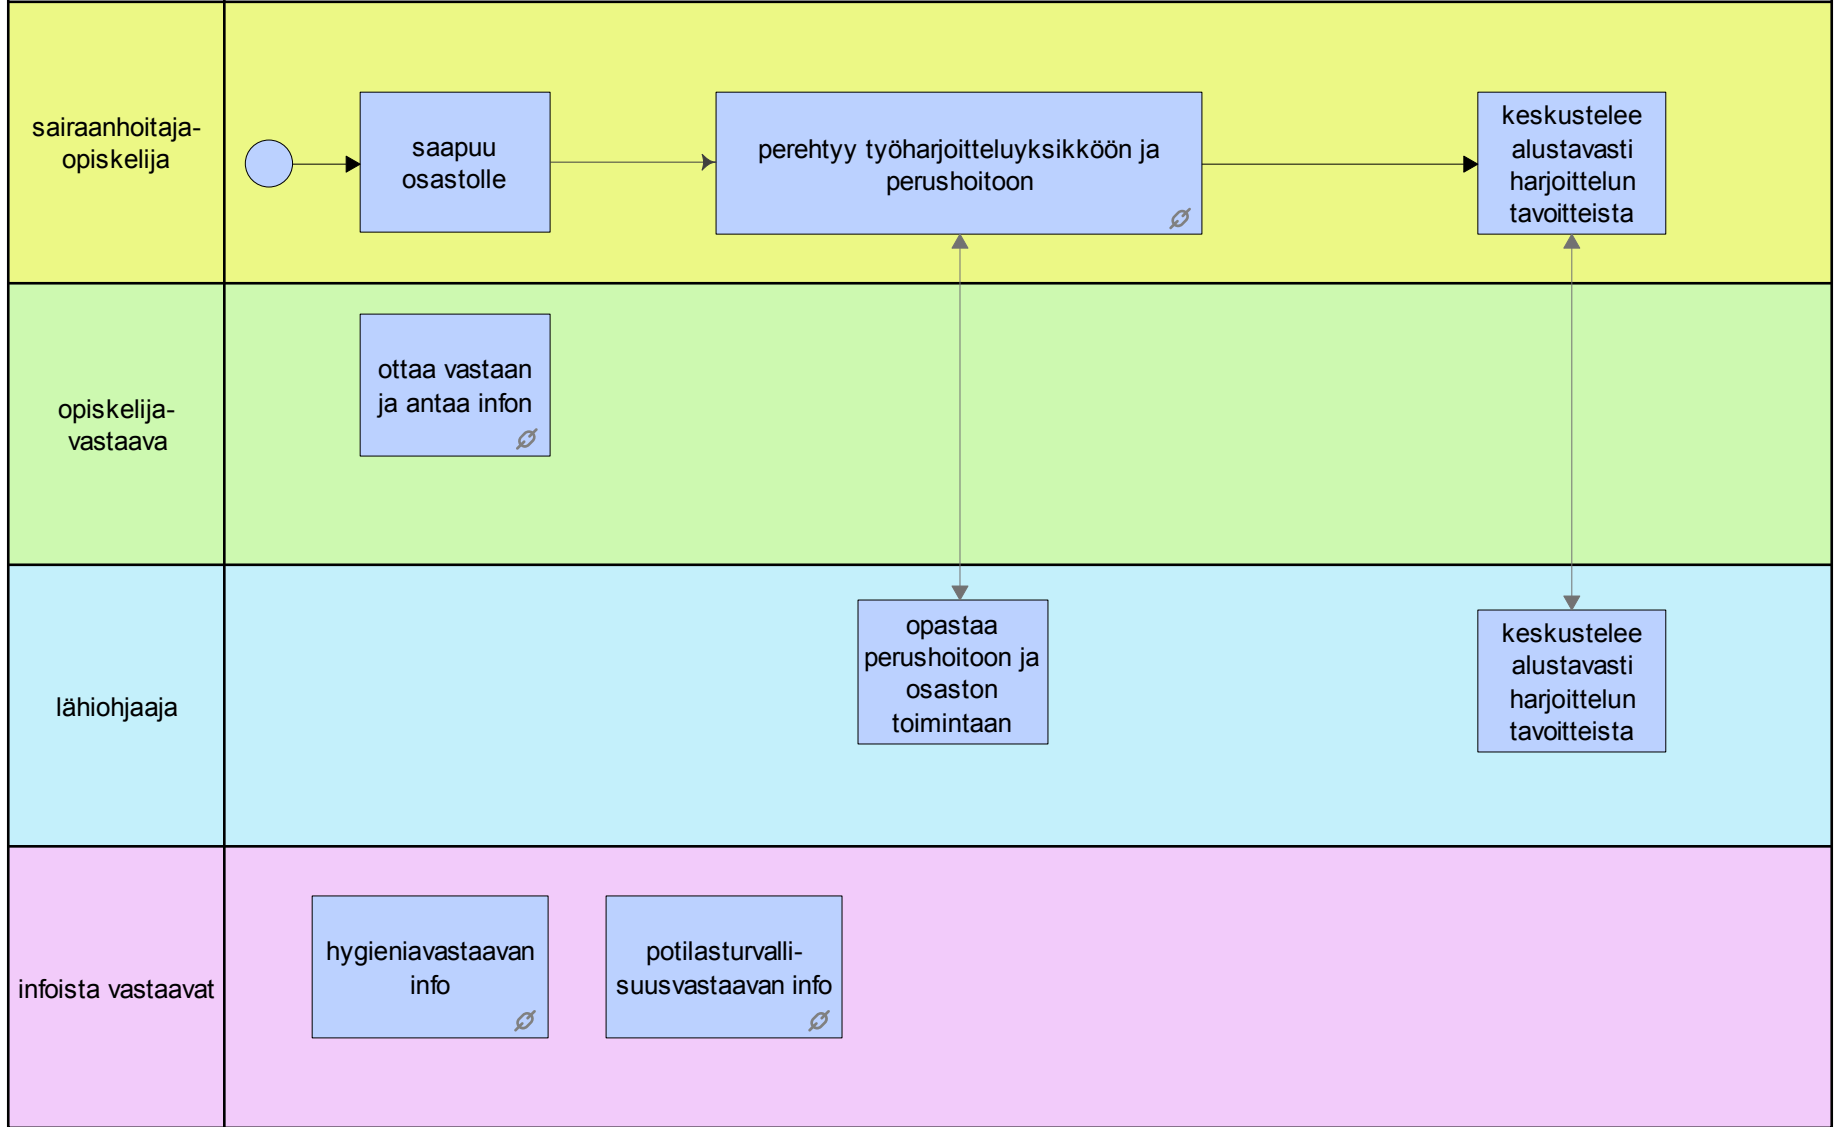 sairaanhoitaja-
opiskelija
saapuu
osastolle
perehtyy työharjoitteluyksikköön ja
perushoitoon
keskustelee
alustavasti
harjoittelun
tavoitteista
opiskelija-
vastaava
ottaa vastaan
ja antaa infon
lähiohjaaja
opastaa
perushoitoon ja
osaston
toimintaan
keskustelee
alustavasti
harjoittelun
tavoitteista
infoista vastaavat
hygieniavastaavan
info
potilasturvalli-
suusvastaavan info